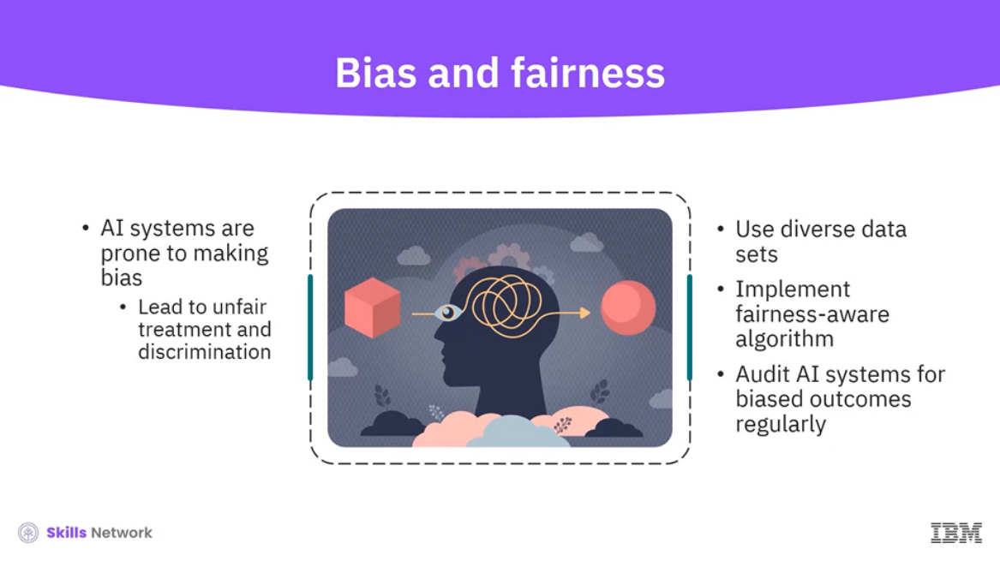 Bias and fairness
• AI systems are
prone to making
bias
• Lead to unfair
treatment and
discrimination
• Use diverse data
sets
• Implement
fairness-aware
algorithm
• Audit AI systems for
biased outcomes
regularly
Skills Network
IBM